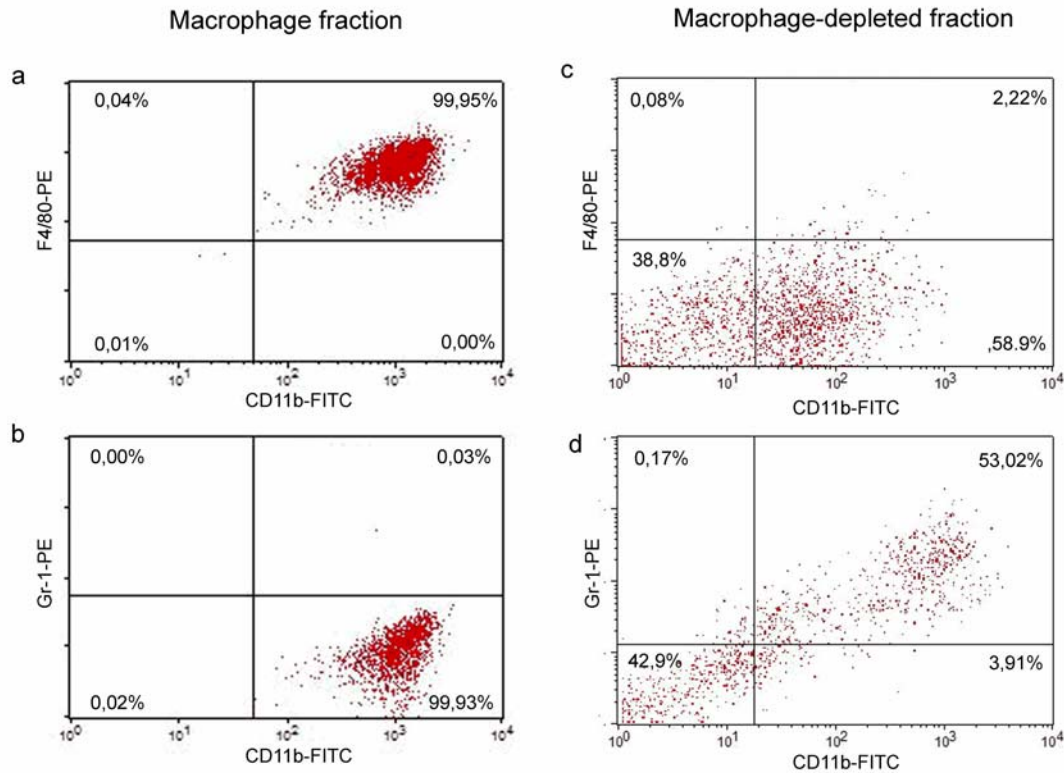 Macrophage fraction
Macrophage-depleted fraction
a
0,04%
99,95%
F4/80-PE
0,01%
0,00%
10⁰ 10¹ 10² 10³ 10⁴
CD11b-FITC
c
0,08%
2,22%
F4/80-PE
38,8%
,58.9%
10⁰ 10¹ 10² 10³ 10⁴
CD11b-FITC
b
0,00%
0,03%
Gr-1-PE
0,02%
99,93%
10⁰ 10¹ 10² 10³ 10⁴
CD11b-FITC
d
0,17%
53,02%
Gr-1-PE
42,9%
3,91%
10⁰ 10¹ 10² 10³ 10⁴
CD11b-FITC